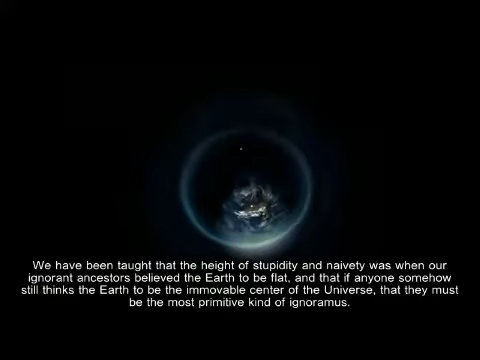 We have been taught that the height of stupidity and naivety was when our
ignorant ancestors believed the Earth to be flat, and that if anyone somehow
still thinks the Earth to be the immovable center of the Universe, that they must
be the most primitive kind of ignoramus.